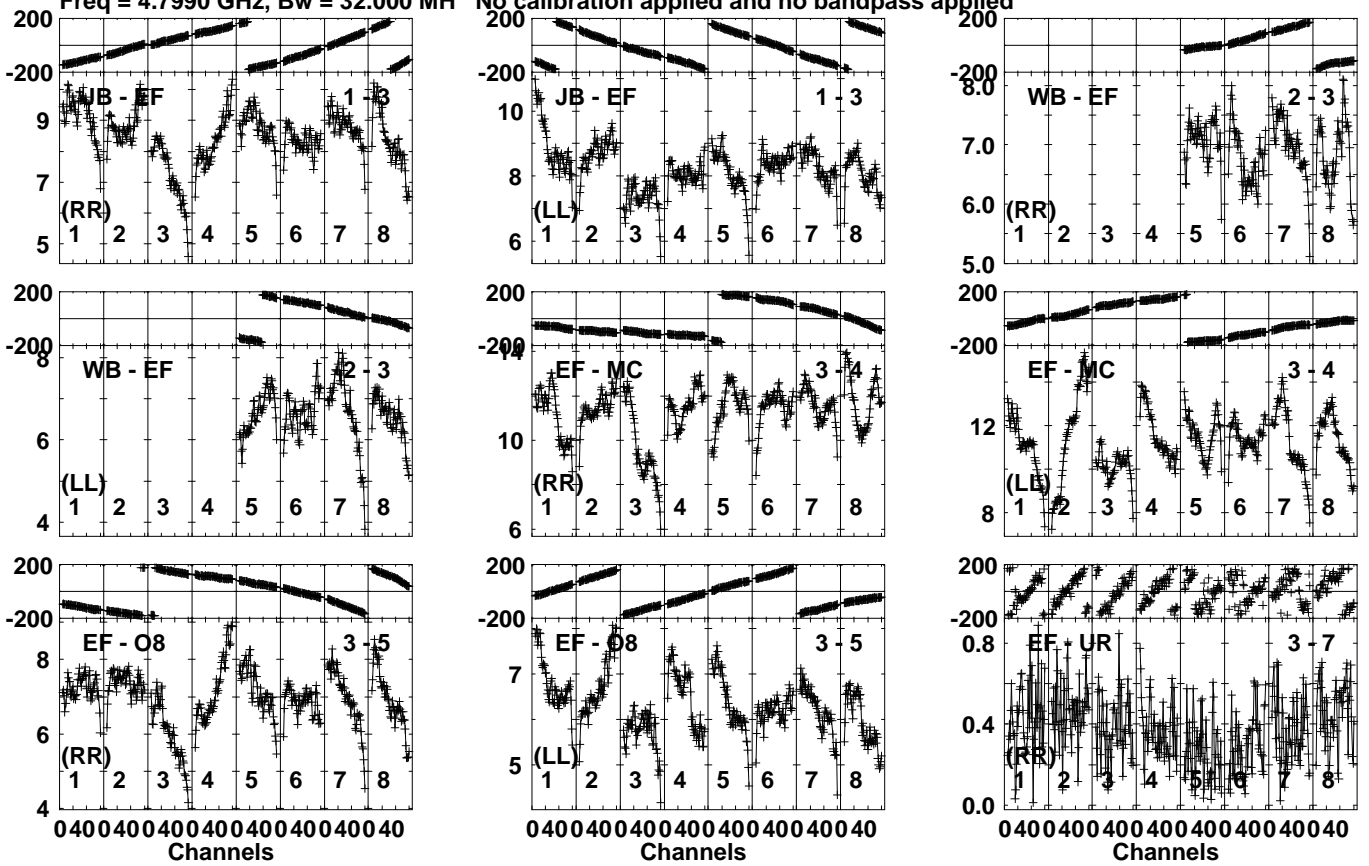 Freq = 4.7990 GHz, Bw = 32.000 MH No calibration applied and no bandpass applied
200
-200
JB - EF 1 - 3
9
7
5
(RR)
1 2 3 4 5 6 7 8
200
-200
JB - EF 1 - 3
10
8
6
(LL)
1 2 3 4 5 6 7 8
200
-200
WB - EF 2 - 3
8.0
7.0
6.0
5.0
(RR)
1 2 3 4 5 6 7 8
200
-200
WB - EF 2 - 3
8
6
4
(LL)
1 2 3 4 5 6 7 8
200
-200
EF - MC 3 - 4
14
10
6
(RR)
1 2 3 4 5 6 7 8
200
-200
EF - MC 3 - 4
12
8
(LL)
1 2 3 4 5 6 7 8
200
-200
EF - O8 3 - 5
8
6
4
(RR)
1 2 3 4 5 6 7 8
200
-200
EF - O8 3 - 5
7
5
(LL)
1 2 3 4 5 6 7 8
200
-200
EF - UR 3 - 7
0.8
0.4
0.0
(RR)
1 2 3 4 5 6 7 8
0 40 0 40 0 40 0 40 0 40 0 40 0 40 0 40
0 40 0 40 0 40 0 40 0 40 0 40 0 40 0 40
0 40 0 40 0 40 0 40 0 40 0 40 0 40 0 40
Channels
Channels
Channels